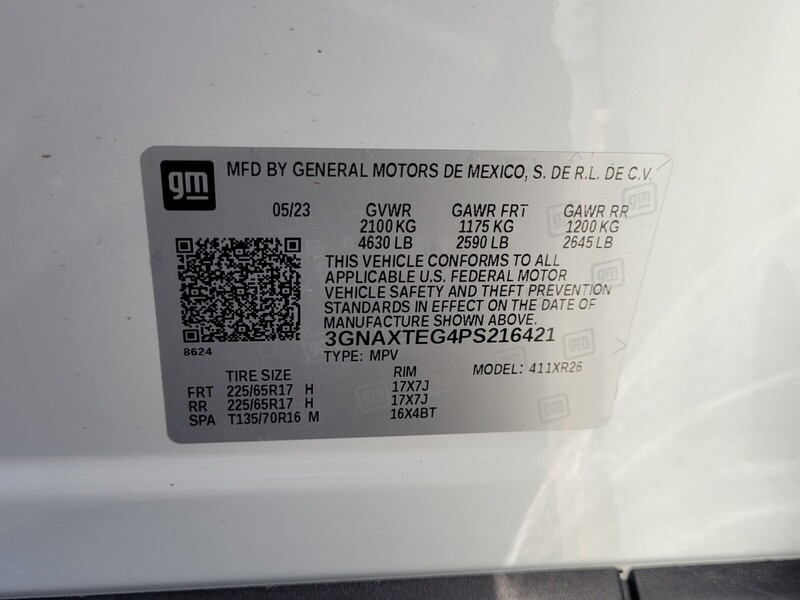 gm
MFD BY GENERAL MOTORS DE MEXICO, S. DE R.L. DE C.V.
05/23 GVWR GAWR FRT GAWR RR
2100 KG 1175 KG 1200 KG
4630 LB 2590 LB 2645 LB
THIS VEHICLE CONFORMS TO ALL
APPLICABLE U.S. FEDERAL MOTOR
VEHICLE SAFETY AND THEFT PREVENTION
STANDARDS IN EFFECT ON THE DATE OF
MANUFACTURE SHOWN ABOVE.
3GNAXTEG4PS216421
8624
TYPE: MPV
TIRE SIZE RIM MODEL: 411XR26
FRT 225/65R17 H 17X7J
RR 225/65R17 H 17X7J
SPA T135/70R16 M 16X4BT